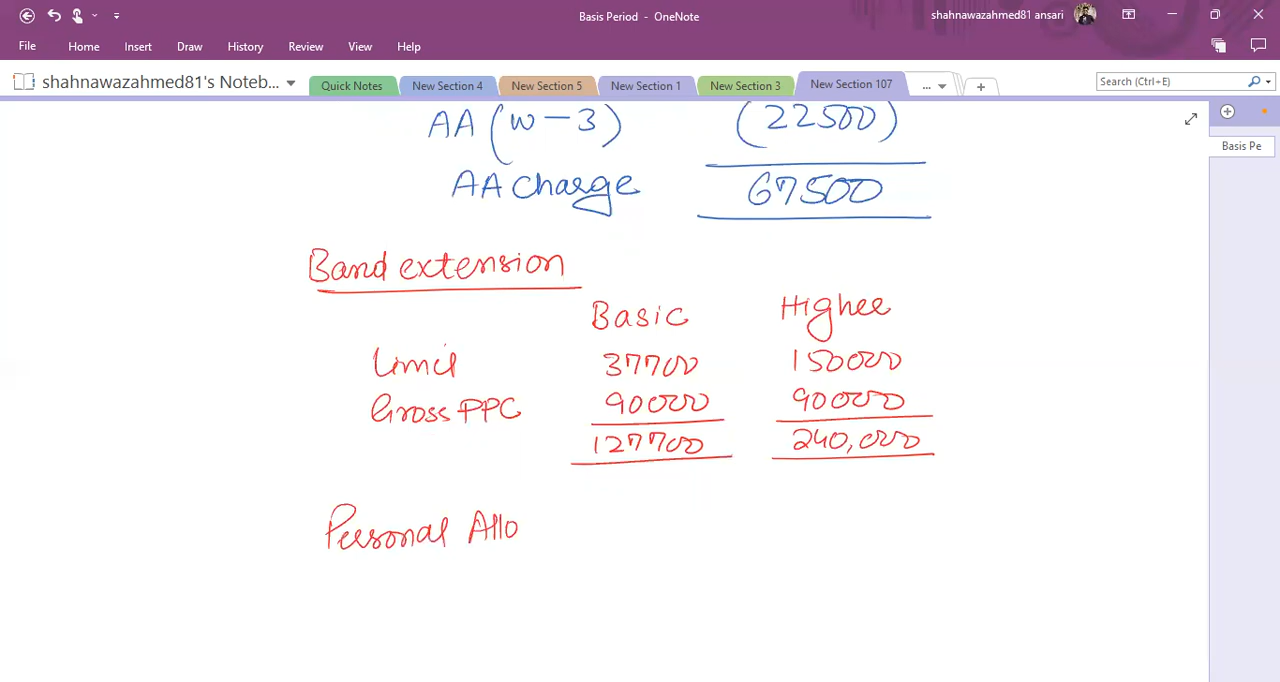 Basis Period - OneNote
shahnawazahmed81 ansari
File Home Insert Draw History Review View Help
shahnawazahmed81's Noteb... Quick Notes New Section 4 New Section 5 New Section 1 New Section 3 New Section 107 ... + Search (Ctrl+E)
Basis Pe
AA (W-3) (22500)
AA Charge 67500
Band extension
Basic Higher
Limit 37700 150000
Gross PPC 90000 90000
127700 240,000
Personal Allo